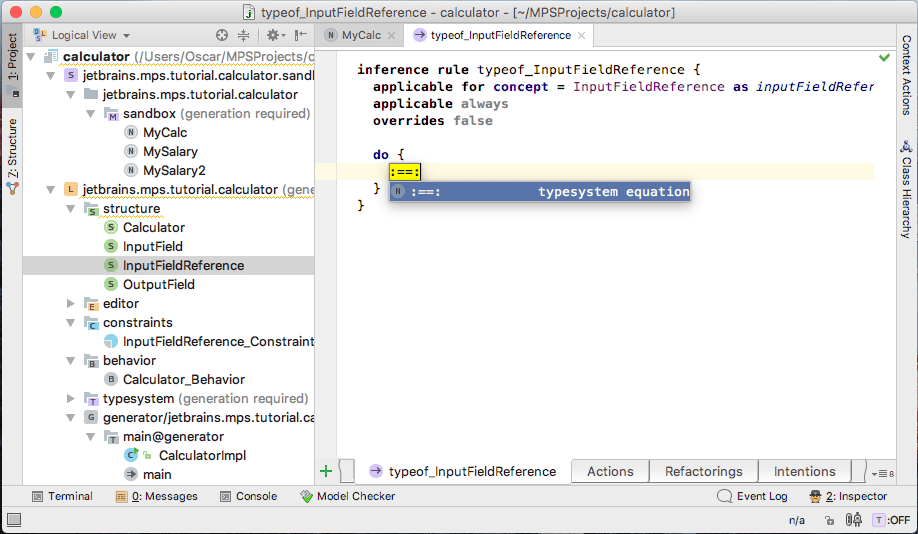 typeof_InputFieldReference - calculator - [~/MPSProjects/calculator]
1: Project
Z: Structure
Logical View
calculator (/Users/Oscar/MPSProjects/c
jetbrains.mps.tutorial.calculator.sand
jetbrains.mps.tutorial.calculator
sandbox (generation required)
MyCalc
MySalary
MySalary2
jetbrains.mps.tutorial.calculator (gene
structure
Calculator
InputField
InputFieldReference
OutputField
editor
constraints
InputFieldReference_Constraint
behavior
Calculator_Behavior
typesystem (generation required)
generator/jetbrains.mps.tutorial.ca
main@generator
CalculatorImpl
main
MyCalc
typeof_InputFieldReference
inference rule typeof_InputFieldReference {
applicable for concept = InputFieldReference as inputFieldRefer
applicable always
overrides false
do {
:==:
:==: typesystem equation
}
}
Context Actions
Class Hierarchy
typeof_InputFieldReference
Actions
Refactorings
Intentions
8
Terminal
0: Messages
Console
Model Checker
Event Log
2: Inspector
n/a
T :OFF